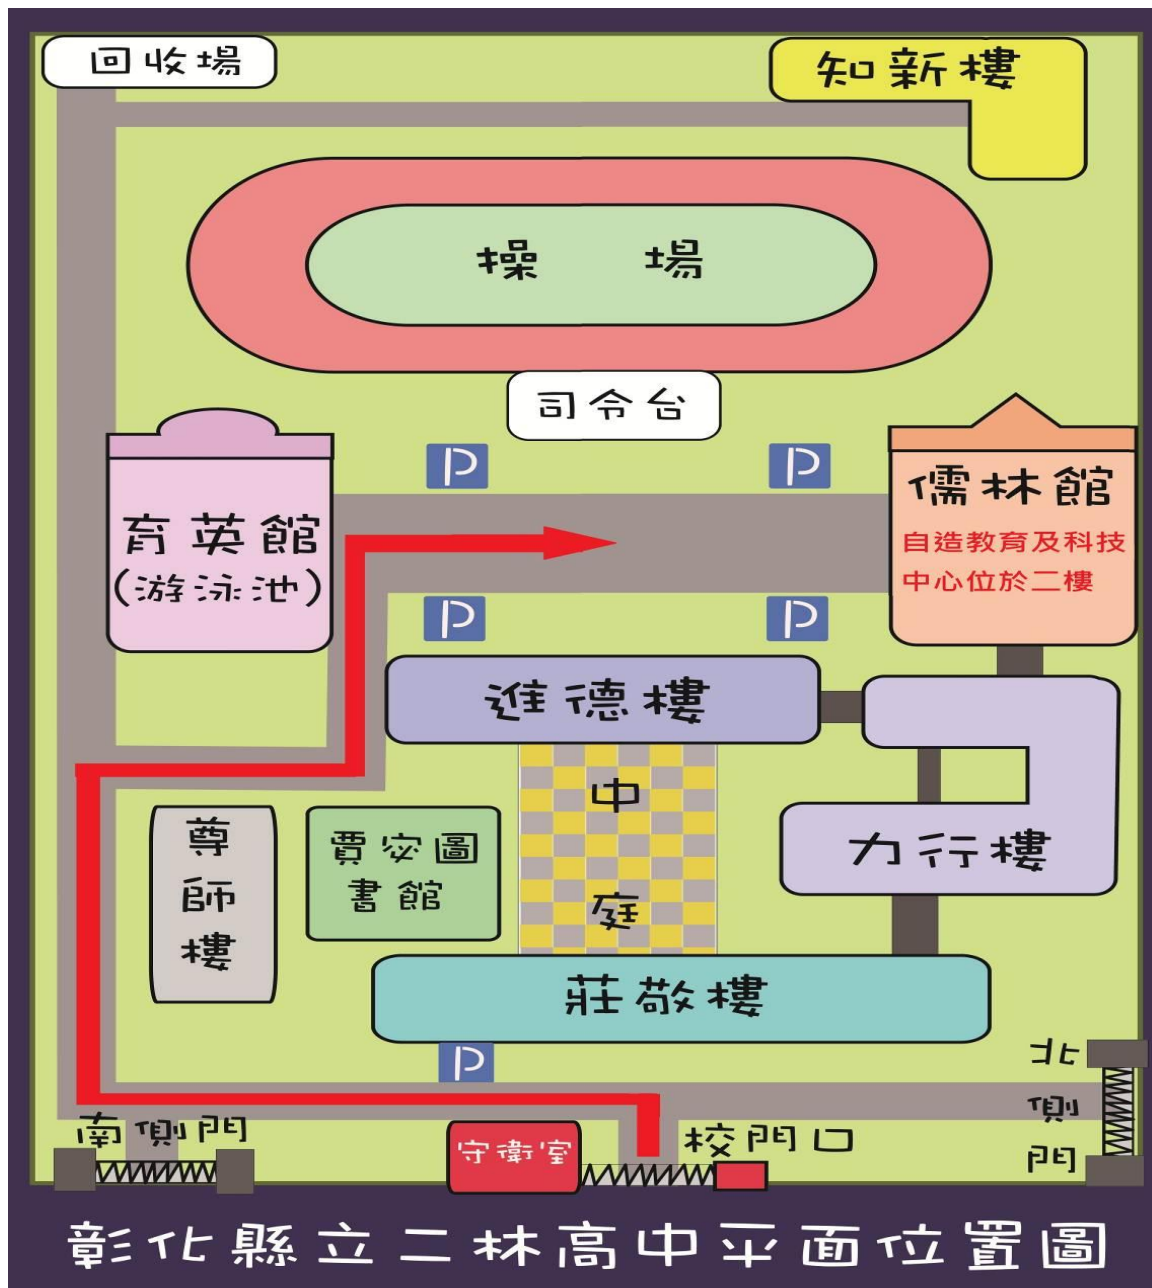 回收場
知新樓
操場
司令台
P
P
育英館
(游泳池)
儒林館
自造教育及科技
中心位於二樓
P
P
進德樓
中庭
力行樓
尊師樓
賈宓圖
書館
莊敬樓
P
北側門
南側門
守衛室
校門口
彰化縣立二林高中平面位置圖